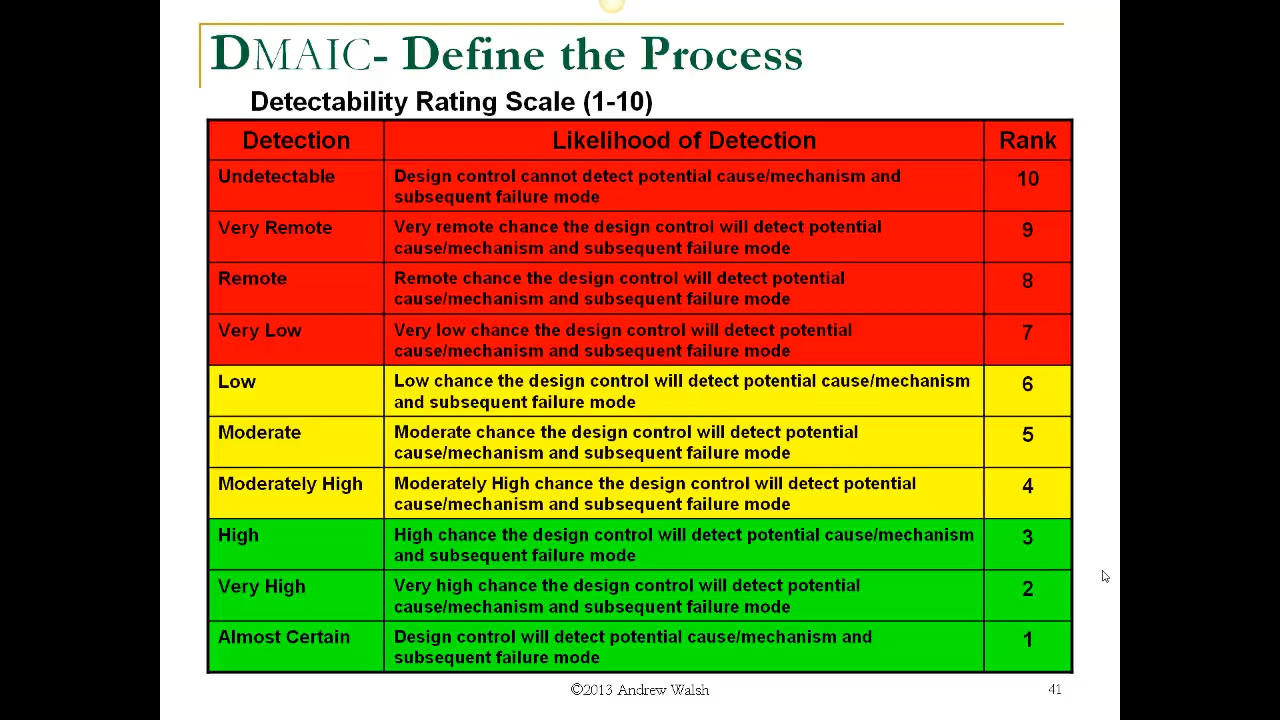 DMAIC- Define the Process
Detectability Rating Scale (1-10)
Detection Likelihood of Detection Rank
Undetectable Design control cannot detect potential cause/mechanism and 10
subsequent failure mode
Very Remote Very remote chance the design control will detect potential 9
cause/mechanism and subsequent failure mode
Remote Remote chance the design control will detect potential 8
cause/mechanism and subsequent failure mode
Very Low Very low chance the design control will detect potential 7
cause/mechanism and subsequent failure mode
Low Low chance the design control will detect potential cause/mechanism 6
and subsequent failure mode
Moderate Moderate chance the design control will detect potential 5
cause/mechanism and subsequent failure mode
Moderately High Moderately High chance the design control will detect potential 4
cause/mechanism and subsequent failure mode
High High chance the design control will detect potential cause/mechanism 3
and subsequent failure mode
Very High Very high chance the design control will detect potential 2
cause/mechanism and subsequent failure mode
Almost Certain Design control will detect potential cause/mechanism and 1
subsequent failure mode
©2013 Andrew Walsh 41